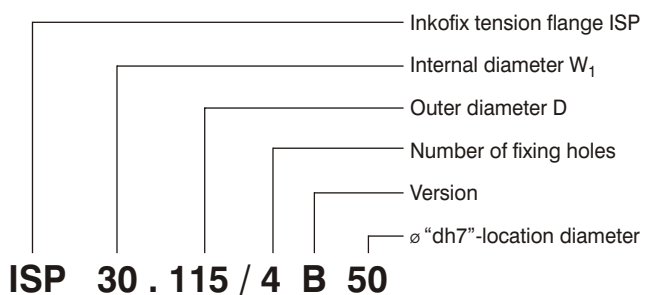 Inkofix tension flange ISP
Internal diameter W₁
Outer diameter D
Number of fixing holes
Version
⌀ "dh7"-location diameter
ISP 30 . 115 / 4 B 50